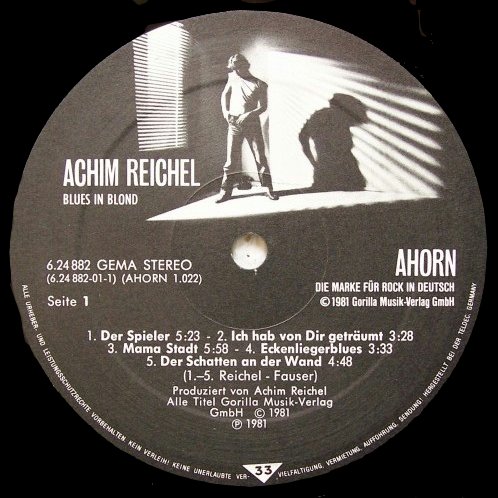 ACHIM REICHEL
BLUES IN BLOND
6.24 882 GEMA STEREO
(6.24 882-01-1) (AHORN 1.022)
Seite 1
AHORN
DIE MARKE FÜR ROCK IN DEUTSCH
© 1981 Gorilla Musik-Verlag GmbH
1. Der Spieler 5:23 - 2. Ich hab von Dir geträumt 3:28
3. Mama Stadt 5:58 - 4. Eckenliegerblues 3:33
5. Der Schatten an der Wand 4:48
(1.–5. Reichel - Fauser)
Produziert von Achim Reichel
Alle Titel Gorilla Musik-Verlag
GmbH © 1981
℗ 1981
ALLE URHEBER- UND LEISTUNGSSCHUTZRECHTE VORBEHALTEN. KEIN VERLEIH! KEINE UNERLAUBTE VER- 33 VIELFÄLTIGUNG, VERMIETUNG, AUFFÜHRUNG, SENDUNG! HERGESTELLT BEI DER TELDEC, GERMANY